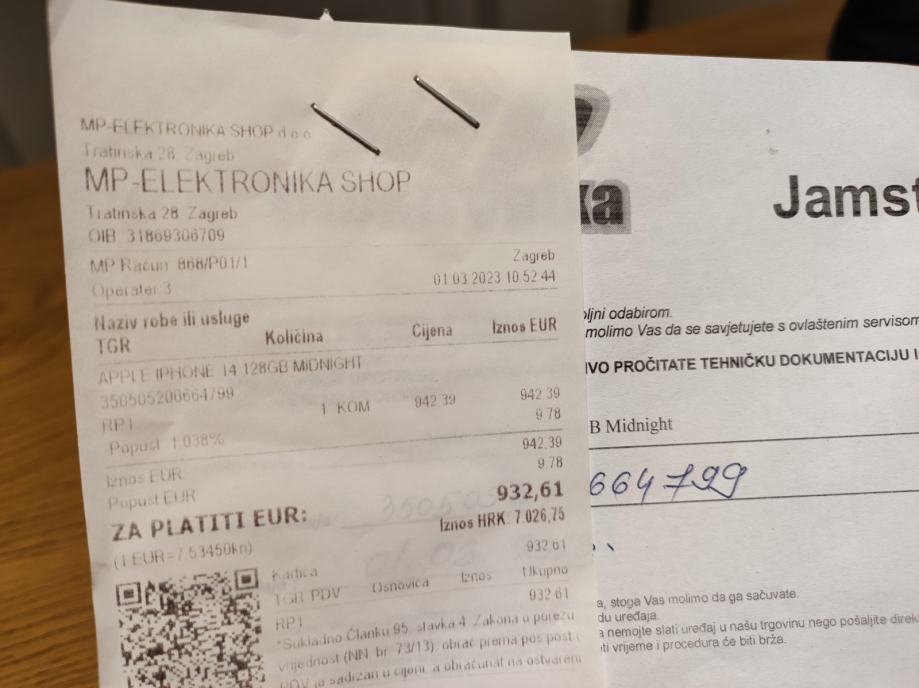 MP-ELEKTRONIKA SHOP d o o
Tratinska 28, Zagreb
MP-ELEKTRONIKA SHOP
Tratinska 28 Zagreb
OIB 31869306709
MP Račun 868/P01/1
Zagreb
Operater 3
01 03 2023 10:52:44
Naziv robe ili usluge
TGR Količina Cijena Iznos EUR
APPLE IPHONE 14 128GB MIDNIGHT
350505200664799
RP1 1 KOM 942.39 942.39
Popust 1.038% 9.78
Iznos EUR 942.39
Popust EUR 9,78
ZA PLATITI EUR: 932,61
(1 EUR=7.53450kn) Iznos HRK: 7.026,75
Kartica 932,61
TGR PDV Osnovica Iznos Ukupno
RP1 932 61
*Sukladno Članku 95. stavka 4. Zakona o porezu
vrijednost (NN. br. 73/13), obrać prema pos post
PDV je sadržan u cijeni, a obračunat na ostvareni
ka
Jamst
ljni odabirom.
molimo Vas da se savjetujete s ovlaštenim servisom
VO PROČITATE TEHNIČKU DOKUMENTACIJU I
B Midnight
664799
a, stoga Vas molimo da ga sačuvate.
du uređaja.
a nemojte slati uređaj u našu trgovinu nego pošaljite direk
ti vrijeme i procedura će biti brža.